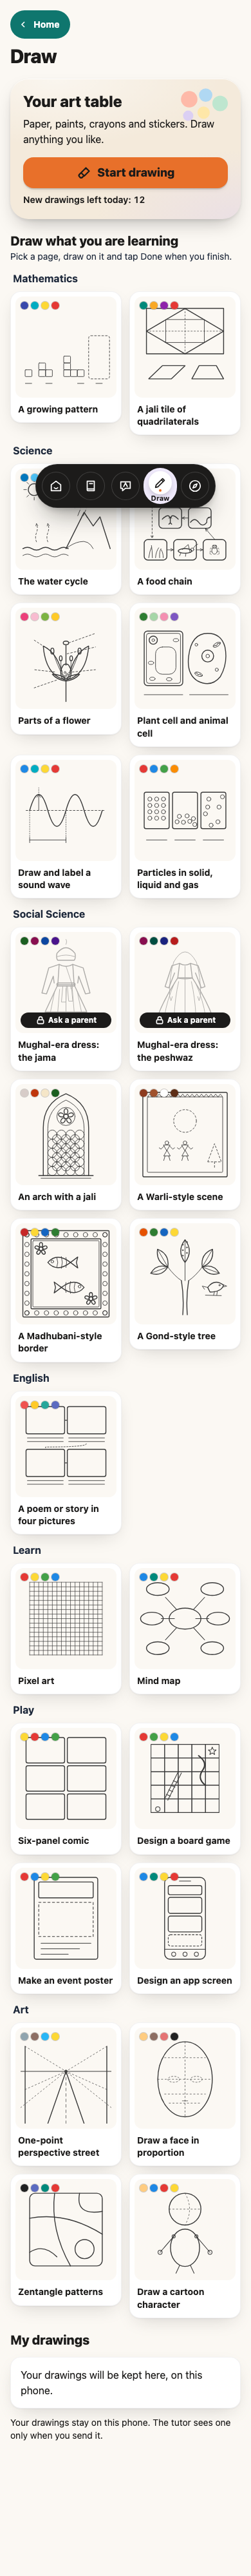 Home
Draw
Your art table
Paper, paints, crayons and stickers. Draw
anything you like.
Start drawing
New drawings left today: 12
Draw what you are learning
Pick a page, draw on it and tap Done when you finish.
Mathematics
A growing pattern
A jali tile of
quadrilaterals
Science
Draw
The water cycle
A food chain
Parts of a flower
Plant cell and animal
cell
Draw and label a
sound wave
Particles in solid,
liquid and gas
Social Science
Ask a parent
Mughal-era dress:
the jama
Ask a parent
Mughal-era dress:
the peshwaz
An arch with a jali
A Warli-style scene
A Madhubani-style
border
A Gond-style tree
English
A poem or story in
four pictures
Learn
Pixel art
Mind map
Play
Six-panel comic
Design a board game
Make an event poster
Design an app screen
Art
One-point
perspective street
Draw a face in
proportion
Zentangle patterns
Draw a cartoon
character
My drawings
Your drawings will be kept here, on this
phone.
Your drawings stay on this phone. The tutor sees one
only when you send it.